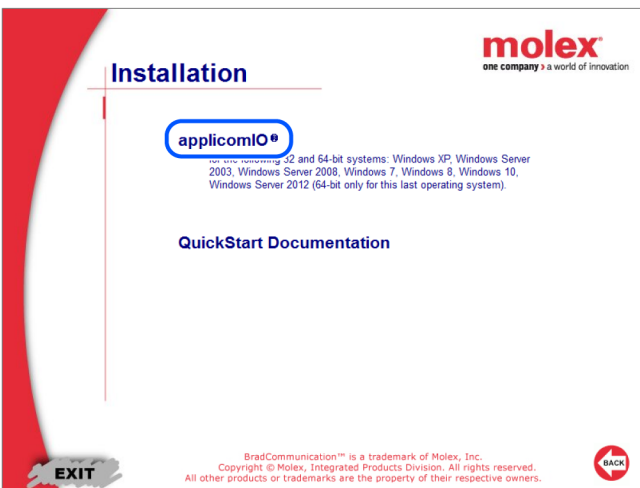 molex
one company > a world of innovation
Installation
applicomIO®
for the following 32 and 64-bit systems: Windows XP, Windows Server
2003, Windows Server 2008, Windows 7, Windows 8, Windows 10,
Windows Server 2012 (64-bit only for this last operating system).
QuickStart Documentation
BradCommunication™ is a trademark of Molex, Inc.
Copyright © Molex, Integrated Products Division. All rights reserved.
All other products or trademarks are the property of their respective owners.
EXIT
BACK